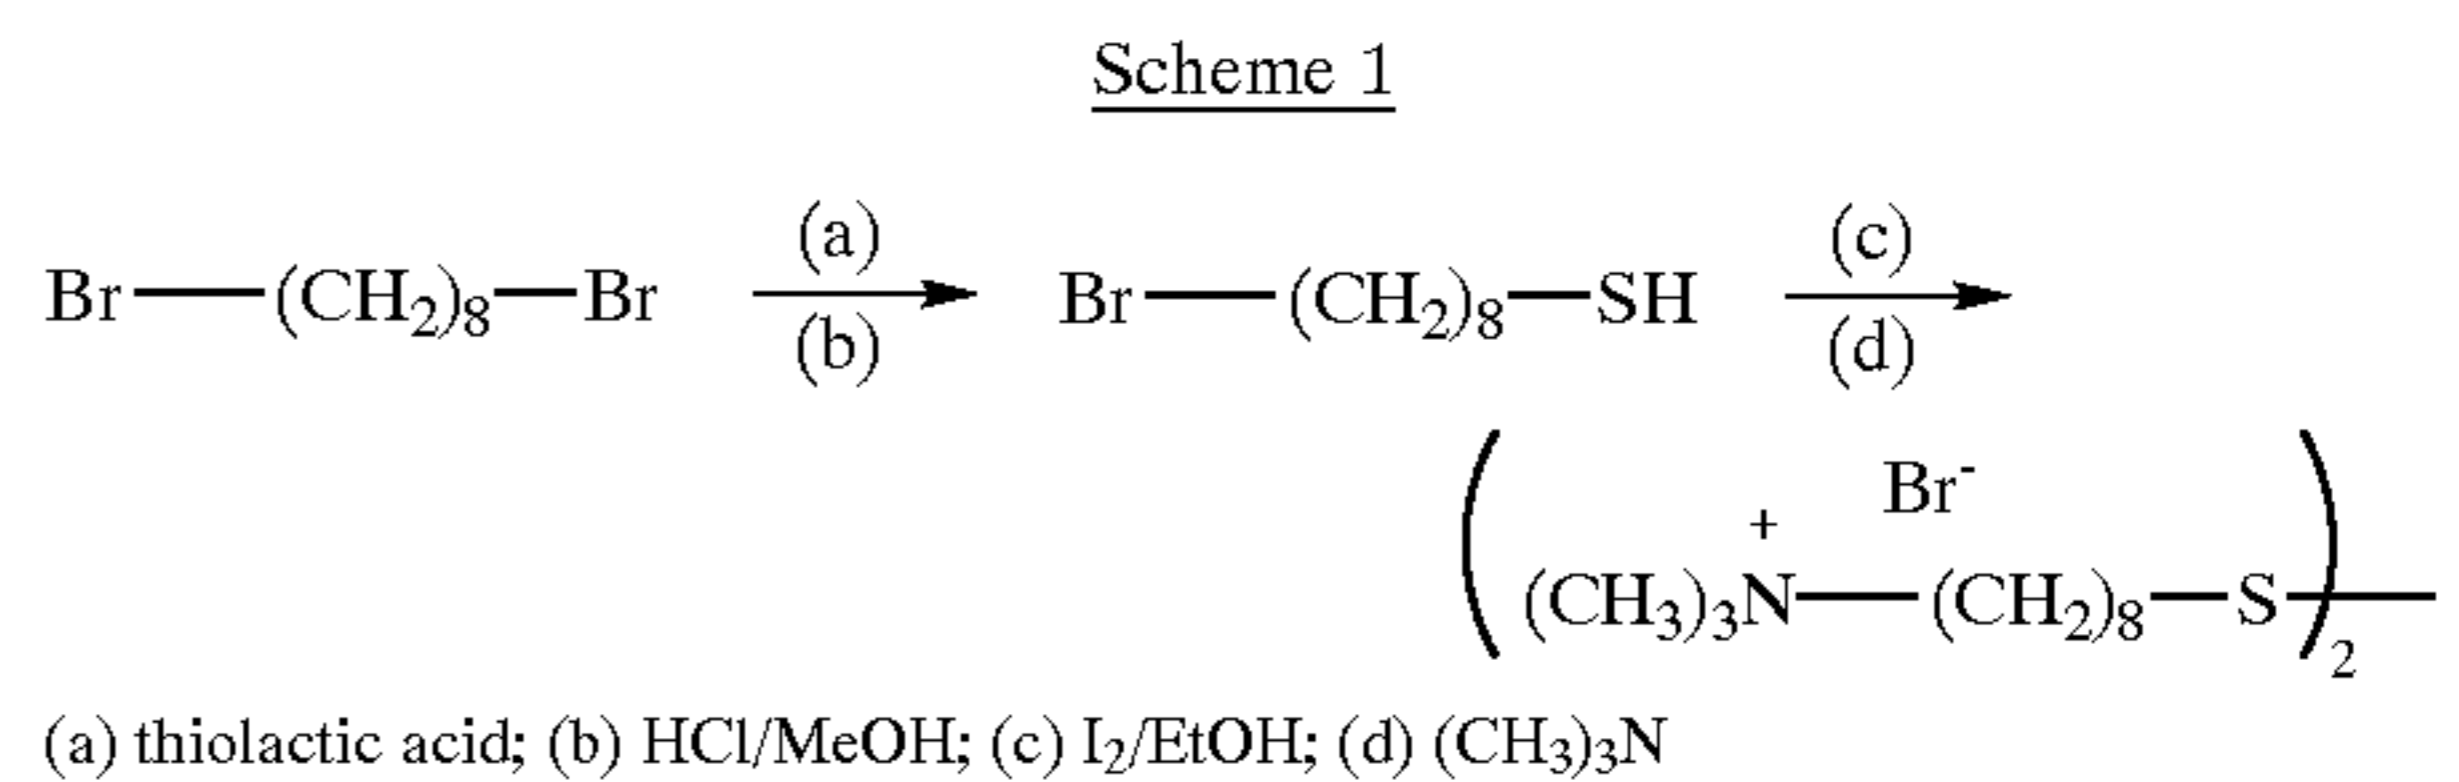 Scheme 1
(a) (c)
Br—(CH₂)₈—Br Br—(CH₂)₈—SH
(b) (d)
Br⁻
+
((CH₃)₃N—(CH₂)₈—S—)₂
(a) thiolactic acid; (b) HCl/MeOH; (c) I₂/EtOH; (d) (CH₃)₃N